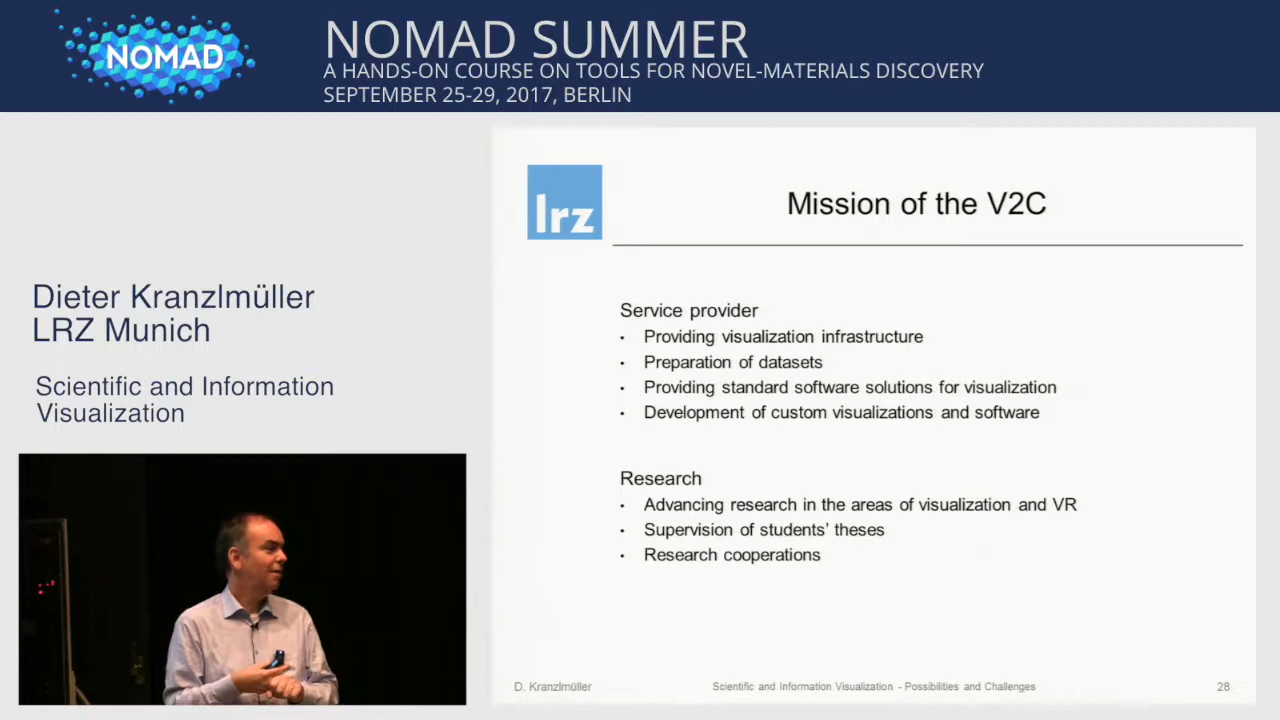 NOMAD
NOMAD SUMMER
A HANDS-ON COURSE ON TOOLS FOR NOVEL-MATERIALS DISCOVERY
SEPTEMBER 25-29, 2017, BERLIN
Dieter Kranzlmüller
LRZ Munich
Scientific and Information
Visualization
lrz
Mission of the V2C
Service provider
• Providing visualization infrastructure
• Preparation of datasets
• Providing standard software solutions for visualization
• Development of custom visualizations and software
Research
• Advancing research in the areas of visualization and VR
• Supervision of students’ theses
• Research cooperations
D. Kranzlmüller
Scientific and Information Visualization - Possibilities and Challenges
28